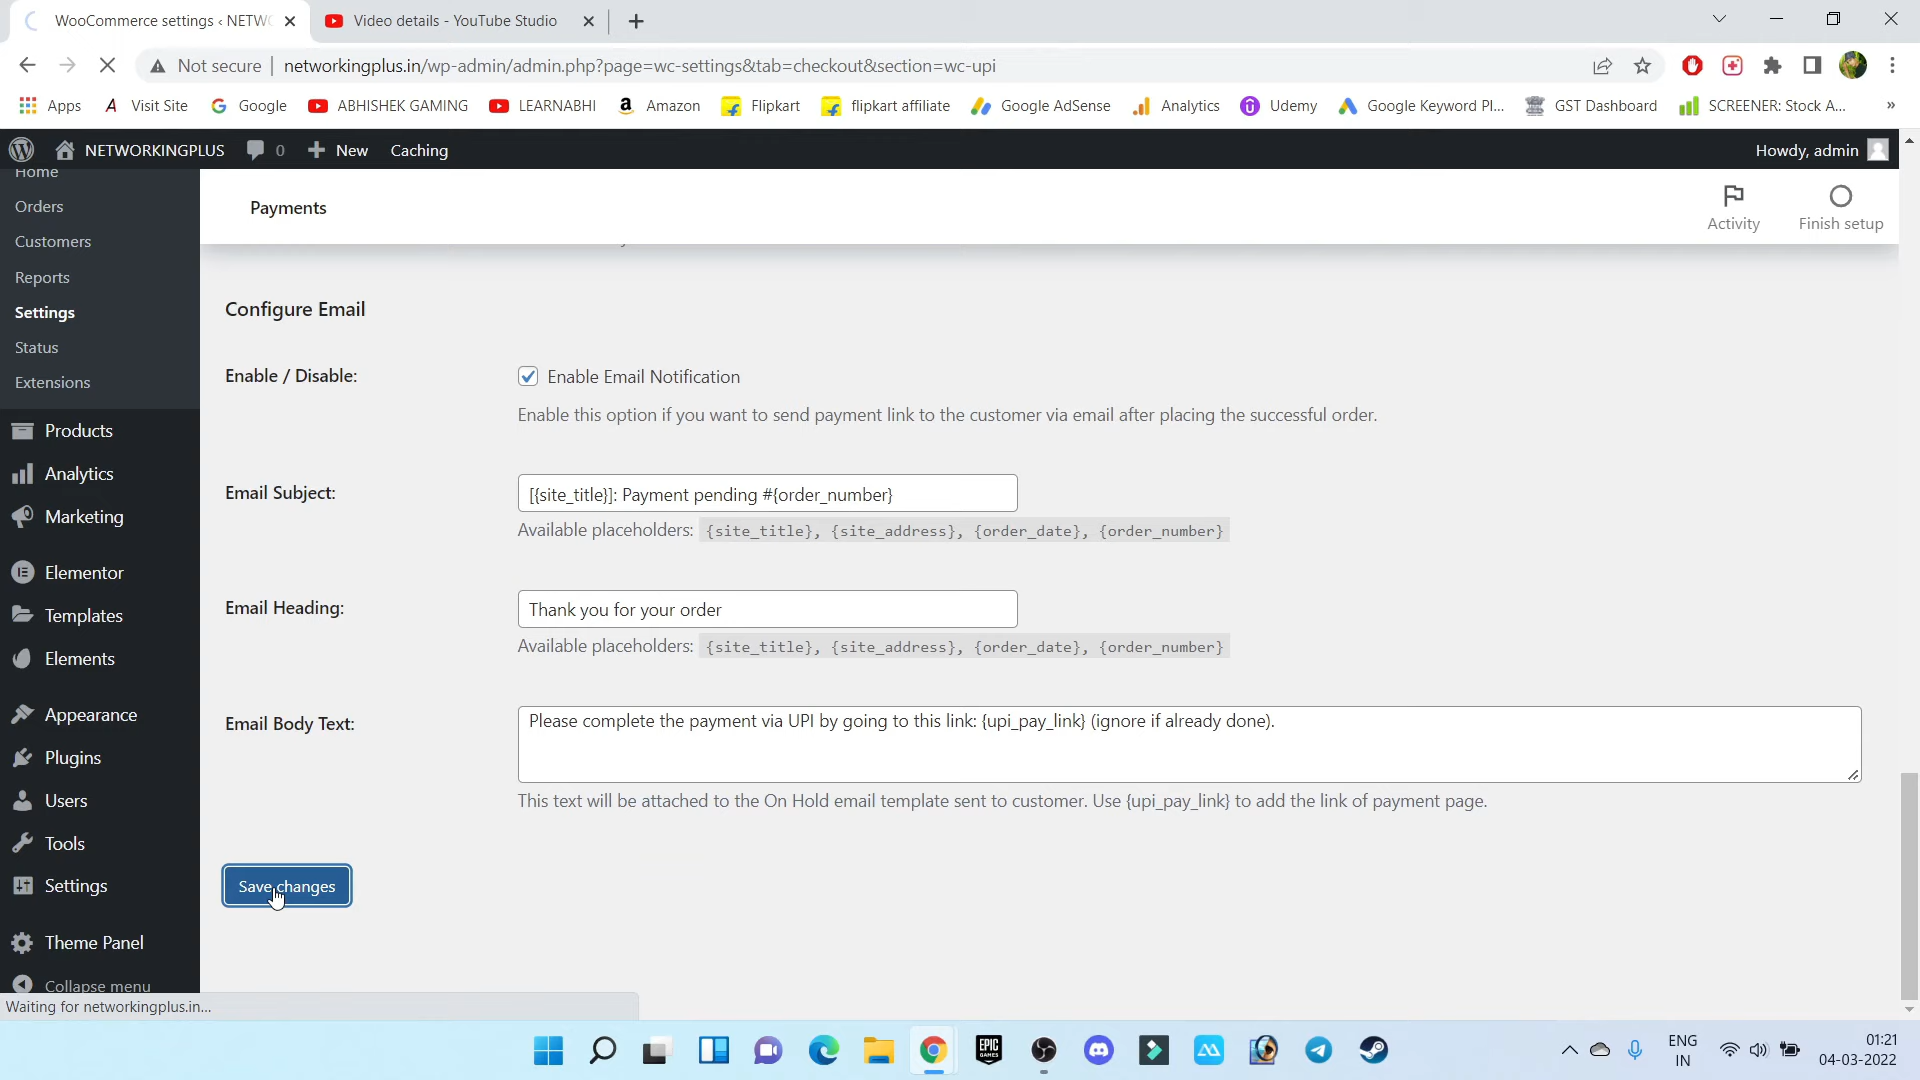 WooCommerce settings ‹ NETWO
Video details - YouTube Studio
Not secure
networkingplus.in/wp-admin/admin.php?page=wc-settings&tab=checkout&section=wc-upi
Apps
Visit Site
Google
ABHISHEK GAMING
LEARNABHI
Amazon
Flipkart
flipkart affiliate
Google AdSense
Analytics
Udemy
Google Keyword Pl...
GST Dashboard
SCREENER: Stock A...
»
NETWORKINGPLUS
0
New
Caching
Howdy, admin
Home
Orders
Customers
Reports
Settings
Status
Extensions
Products
Analytics
Marketing
Elementor
Templates
Elements
Appearance
Plugins
Users
Tools
Settings
Theme Panel
Collapse menu
Payments
Activity
Finish setup
Configure Email
Enable / Disable:
Enable Email Notification
Enable this option if you want to send payment link to the customer via email after placing the successful order.
Email Subject:
[{site_title}]: Payment pending #{order_number}
Available placeholders: {site_title}, {site_address}, {order_date}, {order_number}
Email Heading:
Thank you for your order
Available placeholders: {site_title}, {site_address}, {order_date}, {order_number}
Email Body Text:
Please complete the payment via UPI by going to this link: {upi_pay_link} (ignore if already done).
This text will be attached to the On Hold email template sent to customer. Use {upi_pay_link} to add the link of payment page.
Save changes
Waiting for networkingplus.in...
EPIC
GAMES
ENG
IN
01:21
04-03-2022